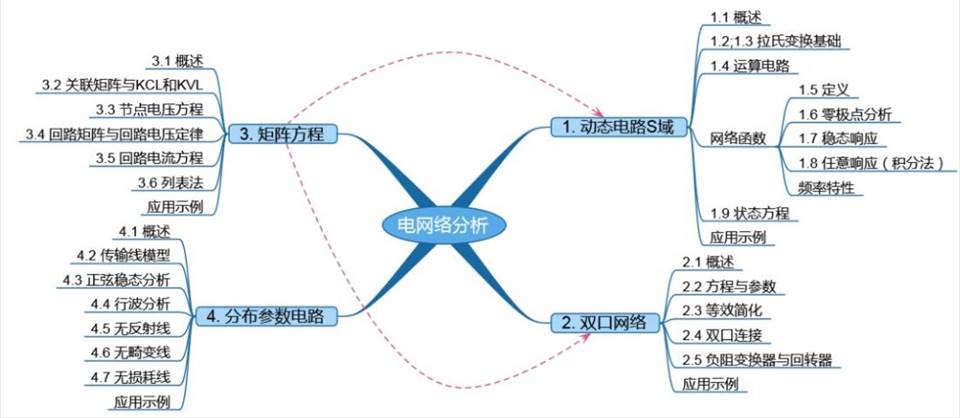 电网络分析
1. 动态电路S域
1.1 概述
1.2;1.3 拉氏变换基础
1.4 运算电路
网络函数
1.5 定义
1.6 零极点分析
1.7 稳态响应
1.8 任意响应（积分法）
频率特性
1.9 状态方程
应用示例
2. 双口网络
2.1 概述
2.2 方程与参数
2.3 等效简化
2.4 双口连接
2.5 负阻变换器与回转器
应用示例
3. 矩阵方程
3.1 概述
3.2 关联矩阵与KCL和KVL
3.3 节点电压方程
3.4 回路矩阵与回路电压定律
3.5 回路电流方程
3.6 列表法
应用示例
4. 分布参数电路
4.1 概述
4.2 传输线模型
4.3 正弦稳态分析
4.4 行波分析
4.5 无反射线
4.6 无畸变线
4.7 无损耗线
应用示例